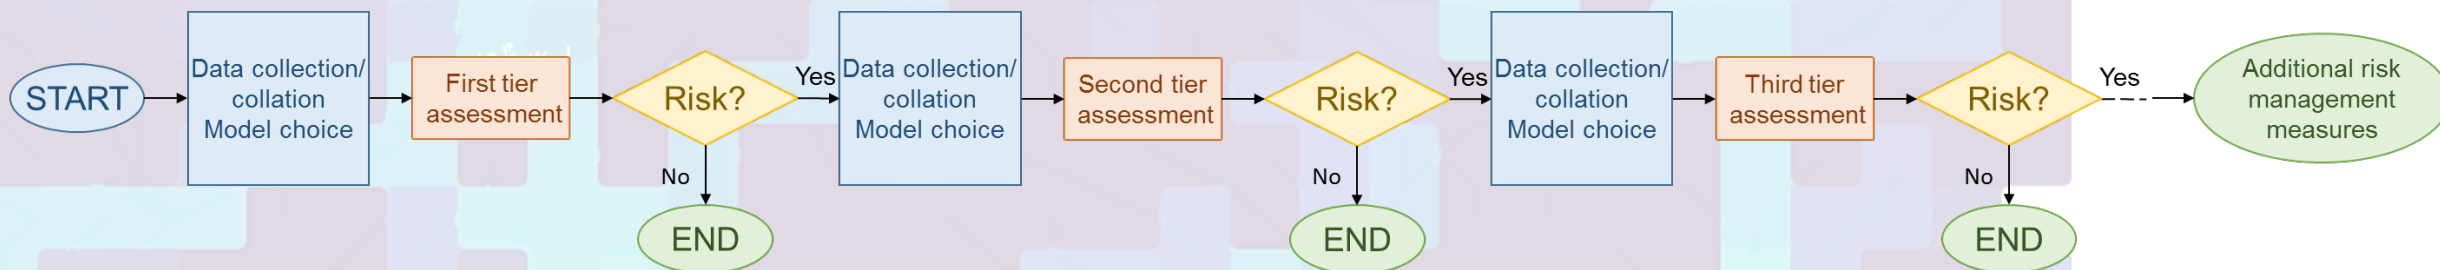 START
Data collection/
collation
Model choice
First tier
assessment
Risk?
Yes
No
END
Data collection/
collation
Model choice
Second tier
assessment
Risk?
Yes
No
END
Data collection/
collation
Model choice
Third tier
assessment
Risk?
Yes
No
END
Additional risk
management
measures